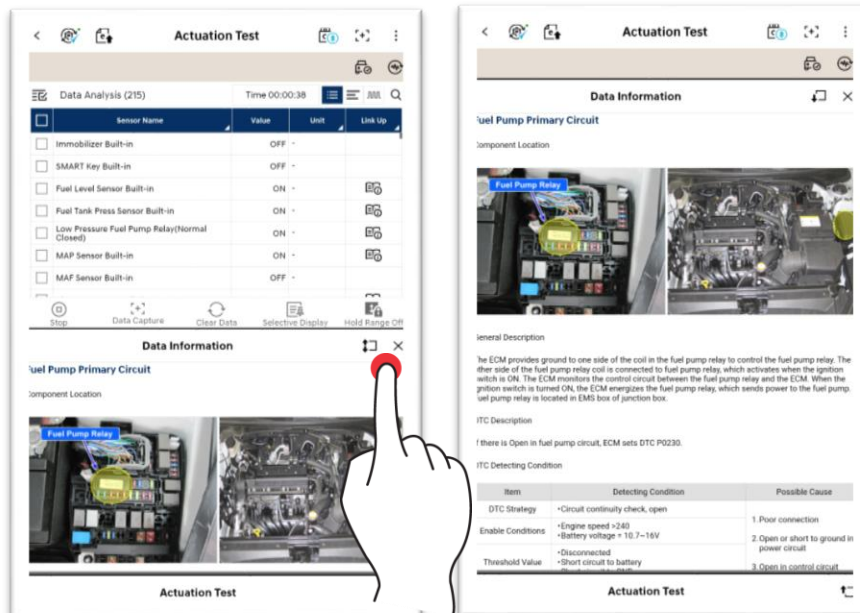 Actuation Test
Data Analysis (215)
Time 00:00:38
Sensor Name Value Unit Link Up
Immobilizer Built-in OFF -
SMART Key Built-in OFF -
Fuel Level Sensor Built-in ON -
Fuel Tank Press Sensor Built-in ON -
Low Pressure Fuel Pump Relay(Normal
Closed) ON -
MAP Sensor Built-in ON -
MAF Sensor Built-in OFF -
Stop Data Capture Clear Data Selective Display Hold Range Off
Data Information
uel Pump Primary Circuit
omponent Location
Fuel Pump Relay
Actuation Test
Actuation Test
Data Information
uel Pump Primary Circuit
omponent Location
Fuel Pump Relay
eneral Description
he ECM provides ground to one side of the coil in the fuel pump relay to control the fuel pump relay. The
ther side of the fuel pump relay coil is connected to fuel pump relay, which activates when the ignition
witch is ON. The ECM monitors the control circuit between the fuel pump relay and the ECM. When the
gnition switch is turned ON, the ECM energizes the fuel pump relay, which sends power to the fuel pump.
uel pump relay is located in EMS box of junction box.
TC Description
f there is Open in fuel pump circuit, ECM sets DTC P0230.
TC Detecting Condition
Item Detecting Condition Possible Cause
DTC Strategy •Circuit continuity check, open
Enable Conditions •Engine speed >240
•Battery voltage = 10.7~16V
Threshold Value •Disconnected
•Short circuit to battery
1.Poor connection
2.Open or short to ground in
power circuit
3.Open in control circuit
Actuation Test